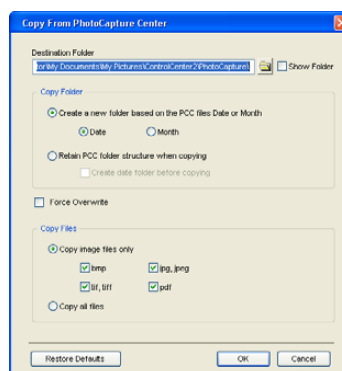 Copy From PhotoCapture Center
Destination Folder
tor\My Documents\My Pictures\ControlCenter2\PhotoCapture\
Show Folder
Copy Folder
Create a new folder based on the PCC files Date or Month
Date Month
Retain PCC folder structure when copying
Create date folder before copying
Force Overwrite
Copy Files
Copy image files only
bmp jpg, jpeg
tif, tiff pdf
Copy all files
Restore Defaults OK Cancel